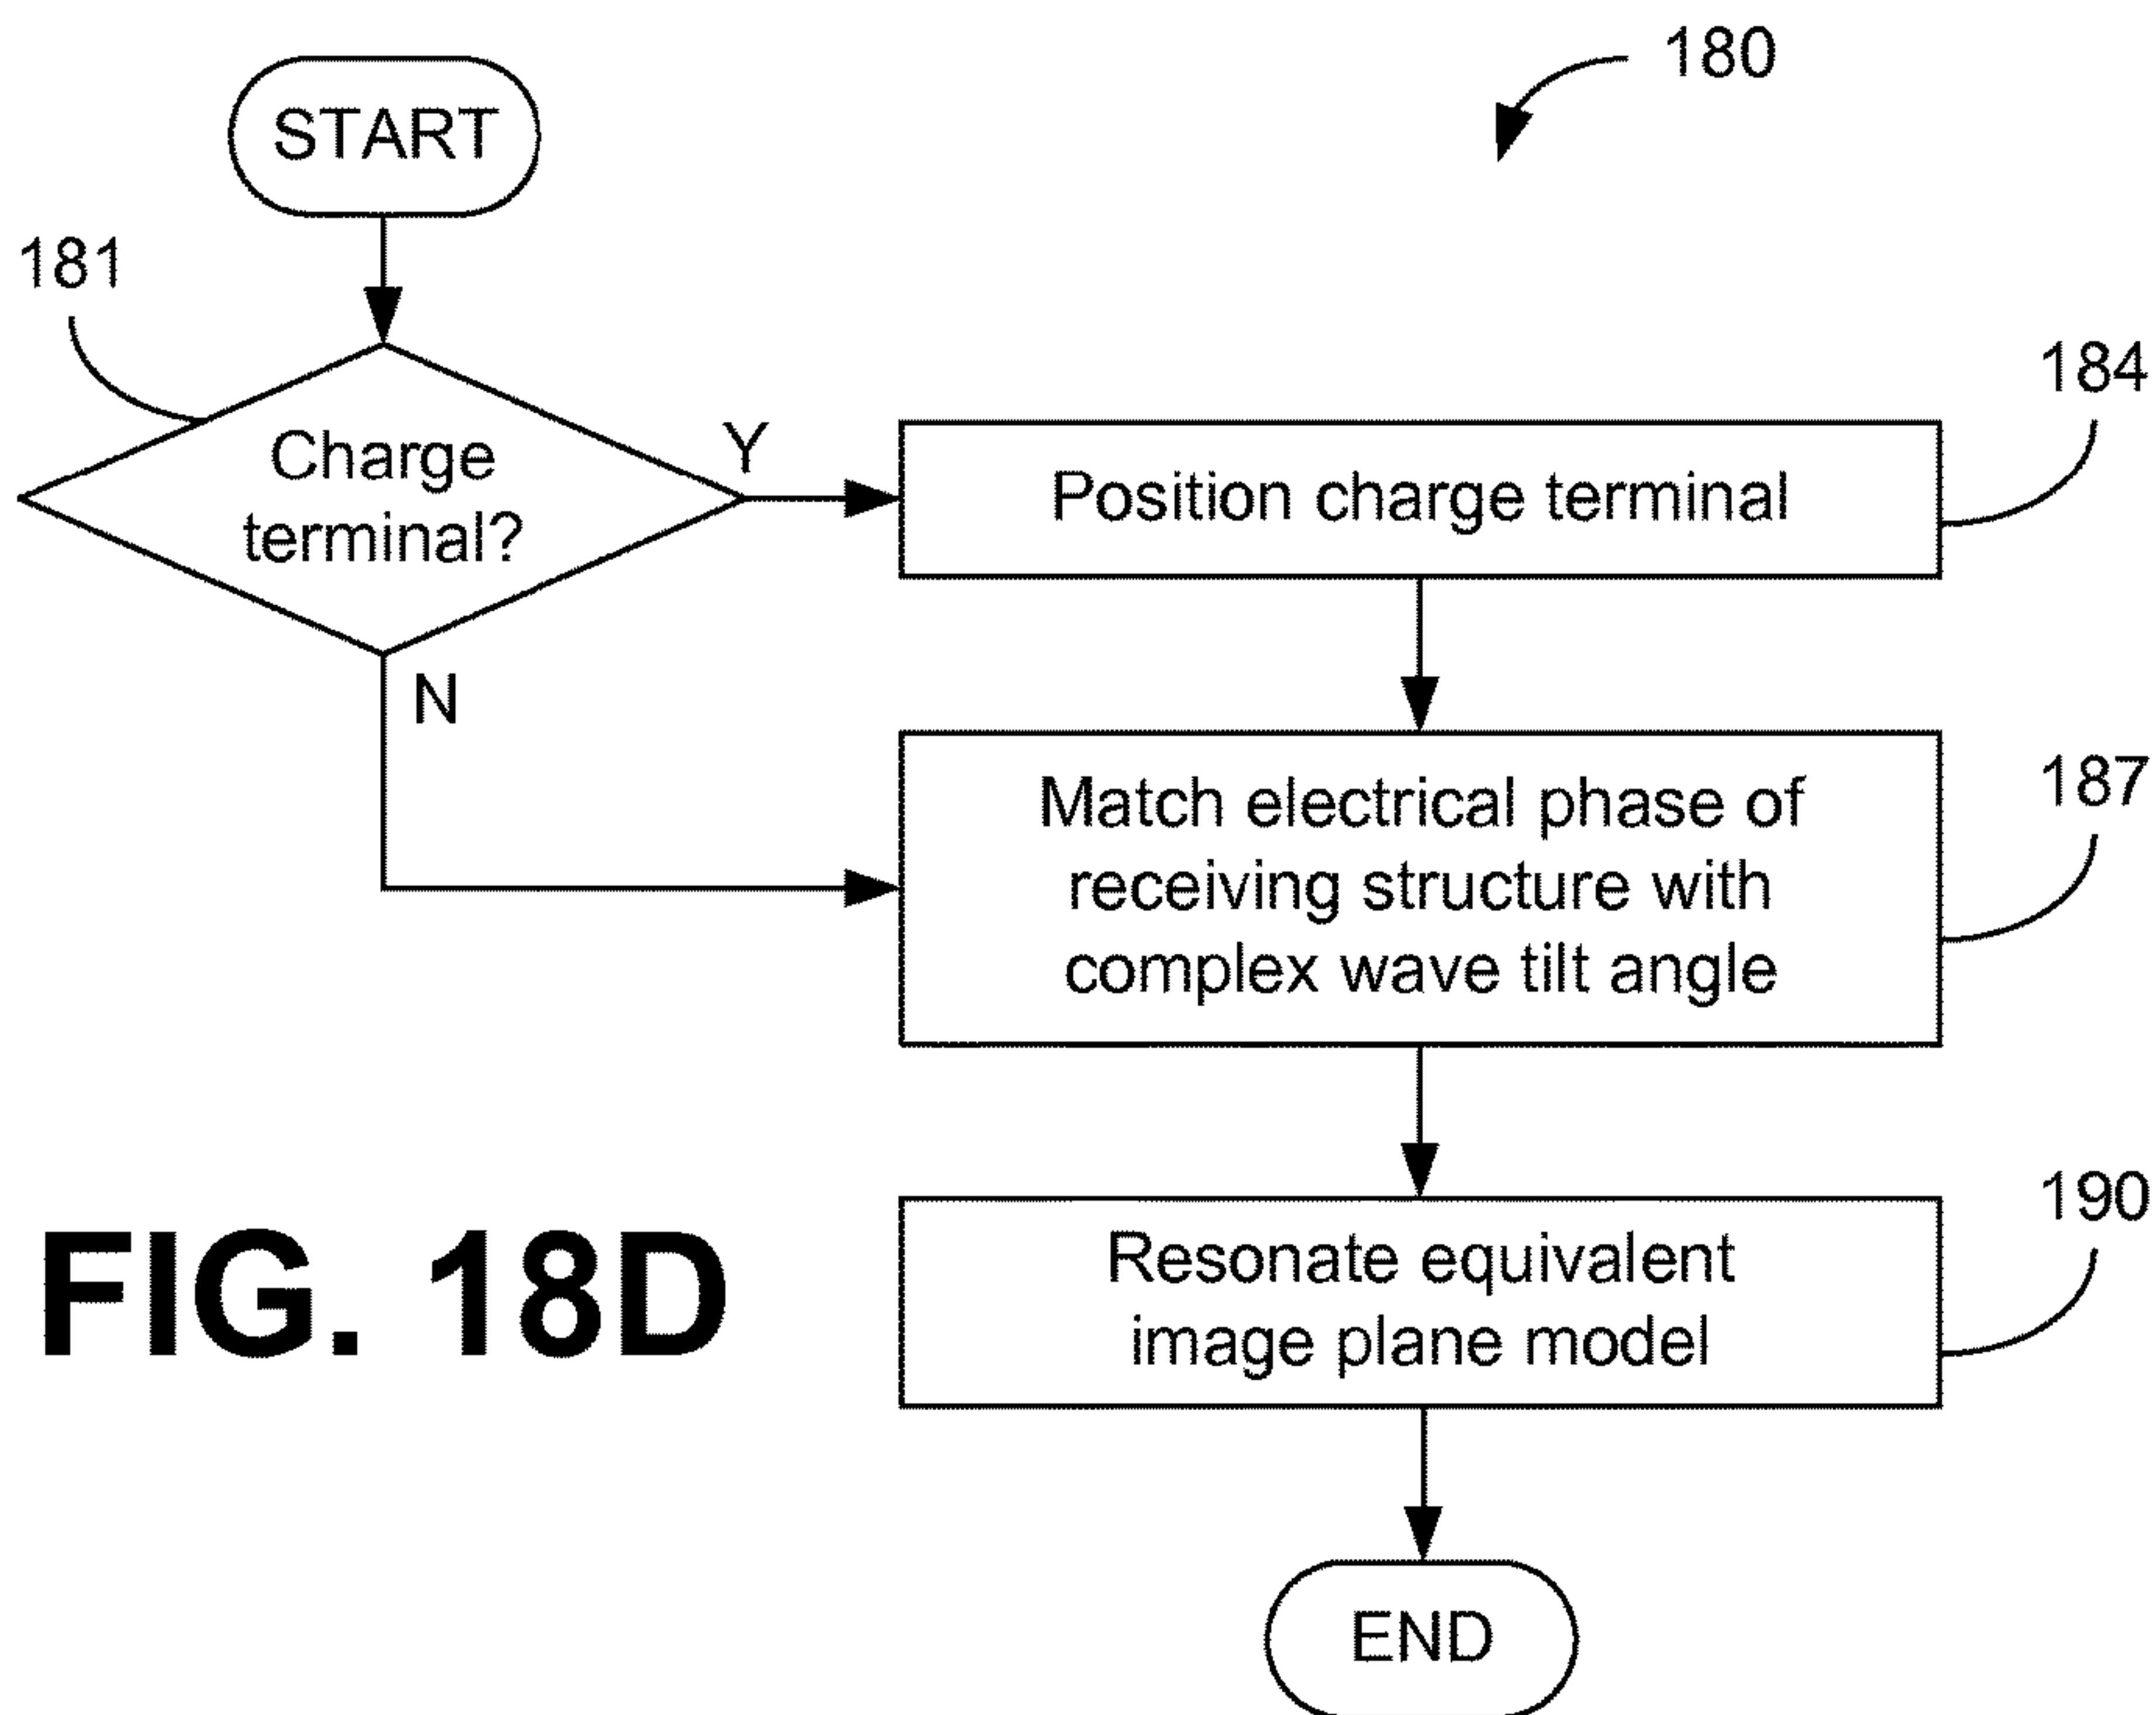 180
START
181
Charge
terminal?
Y
N
Position charge terminal
184
Match electrical phase of
receiving structure with
complex wave tilt angle
187
Resonate equivalent
image plane model
190
END
FIG. 18D